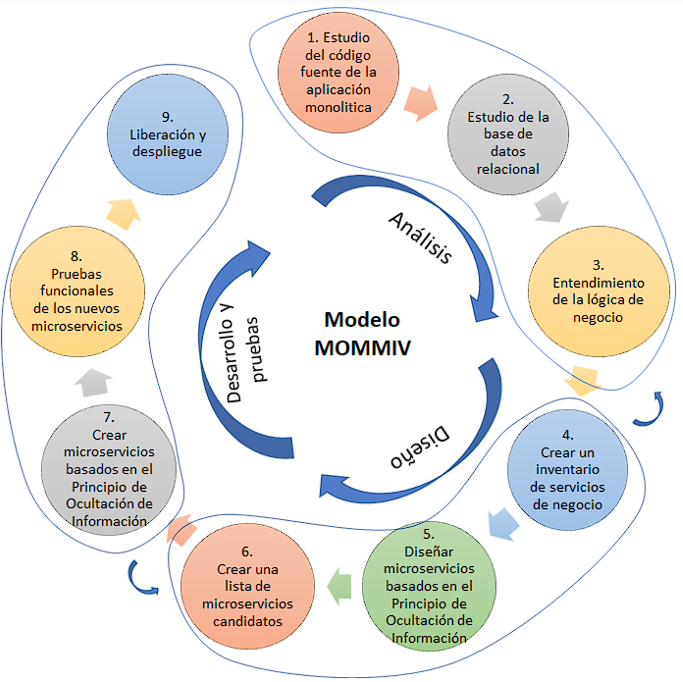 1. Estudio
del código
fuente de la
aplicación
monolitica
2.
Estudio de la
base de
datos
relacional
3.
Entendimiento
de la lógica de
negocio
4.
Crear un
inventario
de servicios
de negocio
5.
Diseñar
microservicios
basados en el
Principio de
Ocultación de
Información
6.
Crear una
lista de
microservicios
candidatos
7.
Crear
microservicios
basados en el
Principio de
Ocultación de
Información
8.
Pruebas
funcionales
de los nuevos
microservicios
9.
Liberación y
despliegue
Análisis
Diseño
Desarrollo y
pruebas
Modelo
MOMMIV